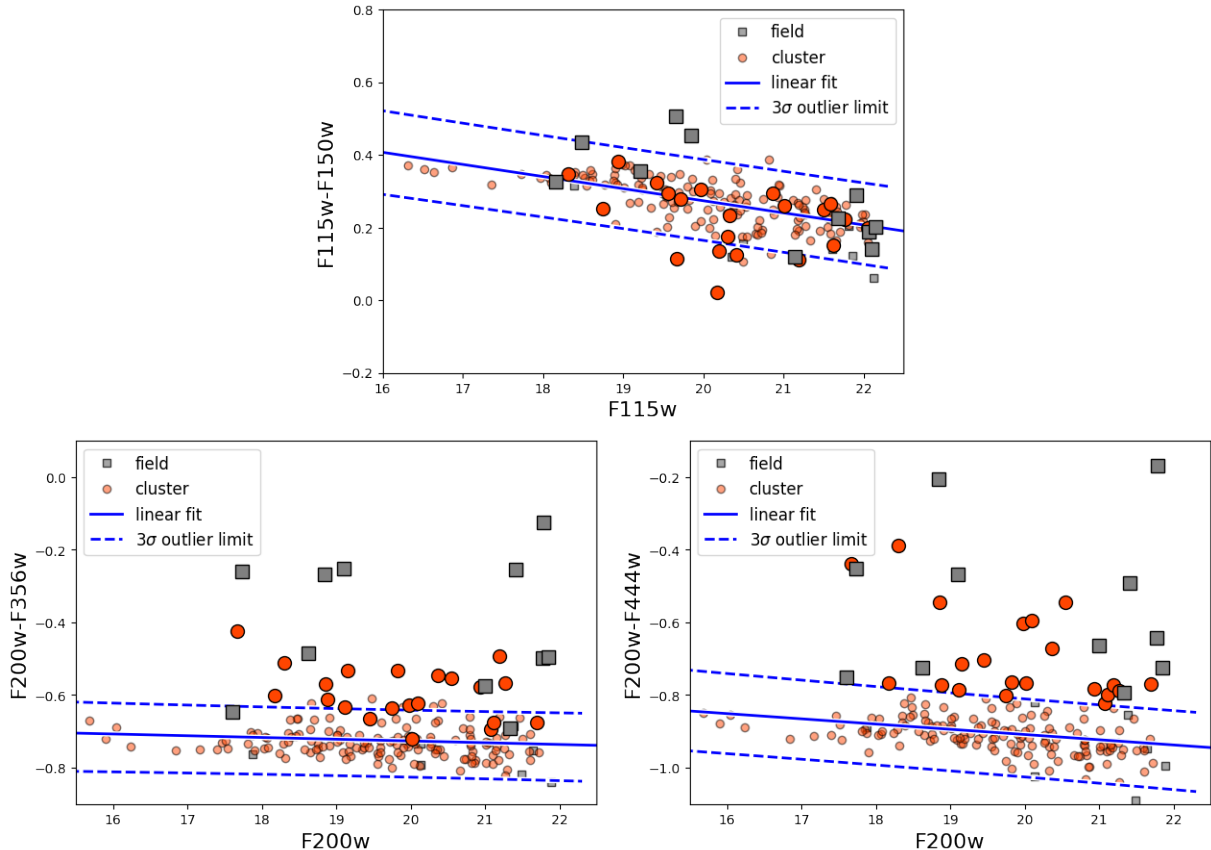 0.8
0.6
0.4
0.2
0.0
−0.2
F115w-F150w
field
cluster
linear fit
3σ outlier limit
16 17 18 19 20 21 22
F115w
0.0
−0.2
−0.4
−0.6
−0.8
F200w-F356w
field
cluster
linear fit
3σ outlier limit
16 17 18 19 20 21 22
F200w
−0.2
−0.4
−0.6
−0.8
−1.0
F200w-F444w
field
cluster
linear fit
3σ outlier limit
16 17 18 19 20 21 22
F200w